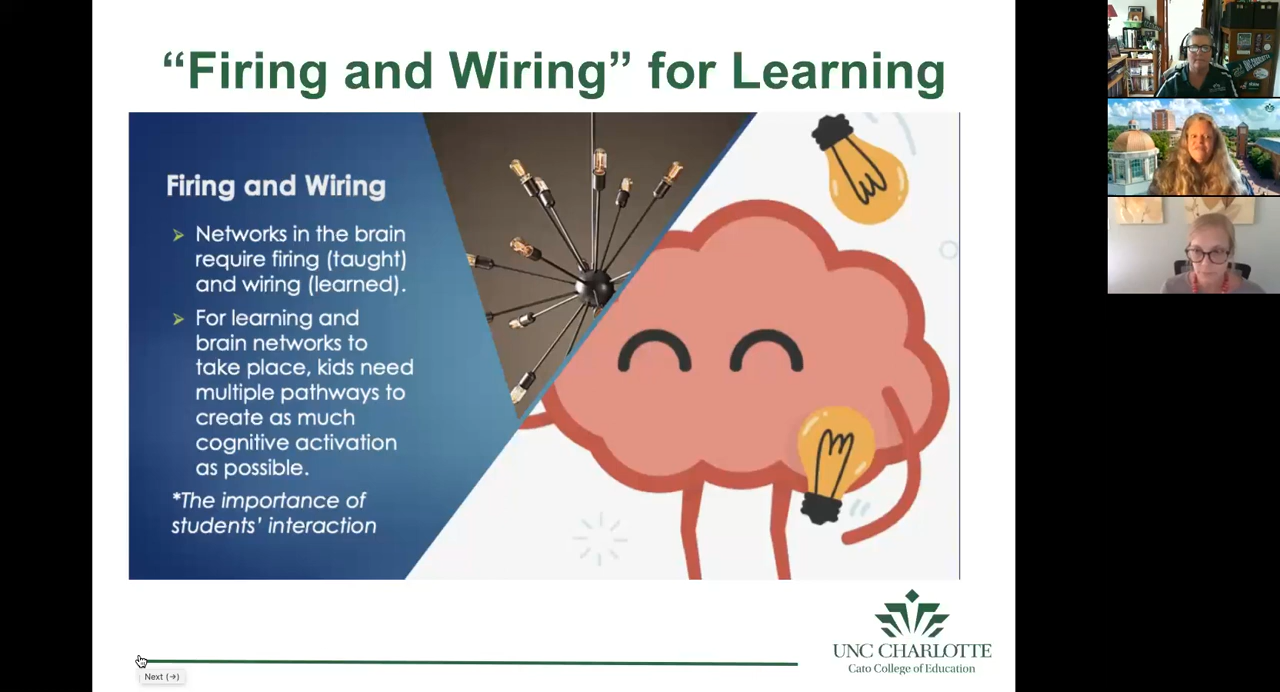 “Firing and Wiring” for Learning
Firing and Wiring
➢ Networks in the brain
require firing (taught)
and wiring (learned).
➢ For learning and
brain networks to
take place, kids need
multiple pathways to
create as much
cognitive activation
as possible.
*The importance of
students’ interaction
UNC CHARLOTTE
Cato College of Education
Next (→)
UNC CHARLOTTE